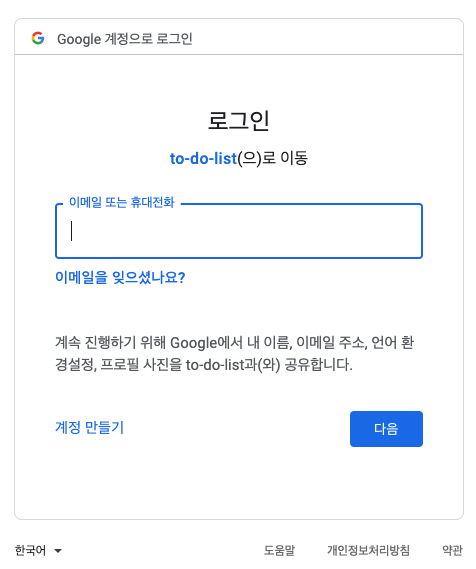 Google 계정으로 로그인
로그인
to-do-list(으)로 이동
이메일 또는 휴대전화
이메일을 잊으셨나요?
계속 진행하기 위해 Google에서 내 이름, 이메일 주소, 언어 환
경설정, 프로필 사진을 to-do-list과(와) 공유합니다.
계정 만들기
다음
한국어
도움말
개인정보처리방침
약관